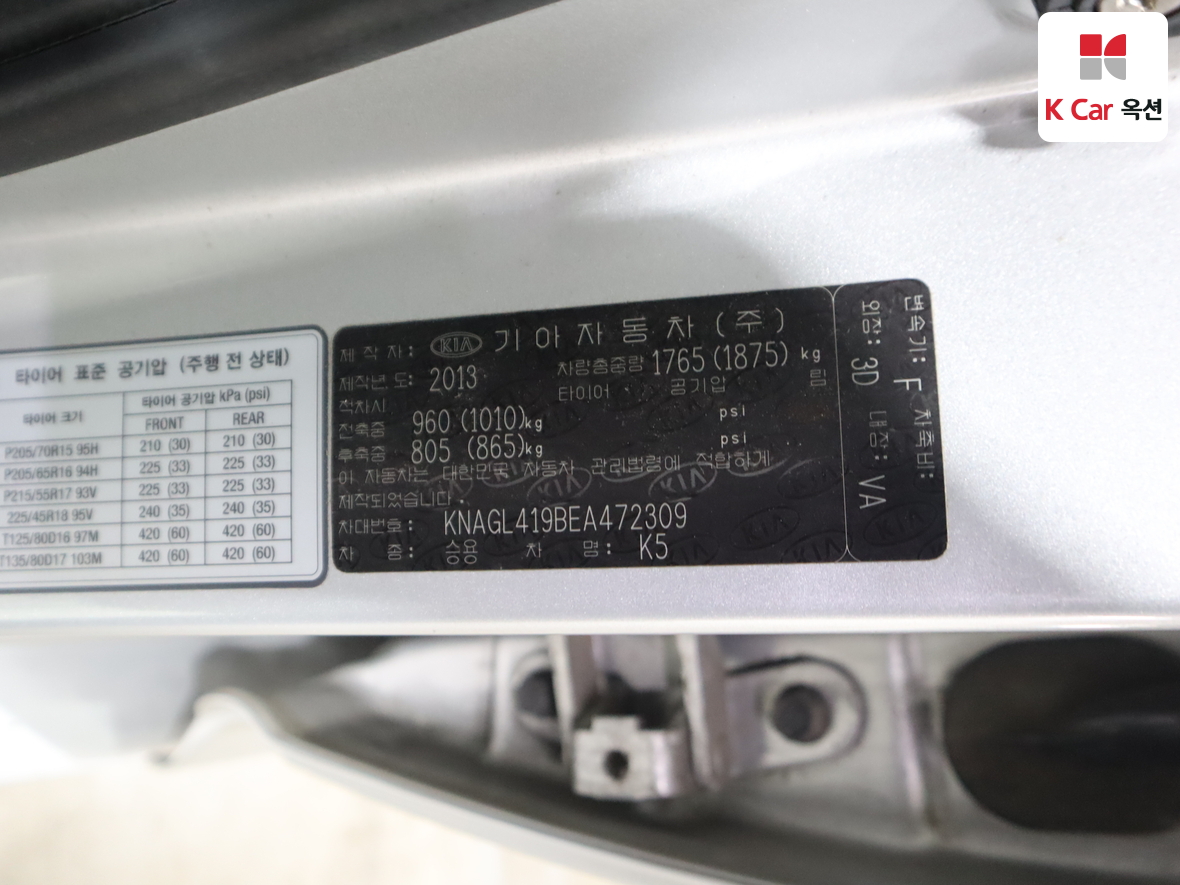 K Car 옥션
타이어 표준 공기압 (주행 전 상태)
타이어 크기 타이어 공기압 kPa (psi)
FRONT REAR
P205/70R15 95H 210 (30) 210 (30)
P205/65R16 94H 225 (33) 225 (33)
P215/55R17 93V 225 (33) 225 (33)
225/45R18 95V 240 (35) 240 (35)
T125/80D16 97M 420 (60) 420 (60)
T135/80D17 103M 420 (60) 420 (60)
제 작 자: KIA 기아자동차(주)
제작년도: 2013 차량총중량 1765(1875) kg
적차시 타이어 공기압 림
전축중 960 (1010)kg psi
후축중 805 (865)kg psi
이 자동차는 대한민국 자동차 관리법령에 적합하게
제작되었습니다.
차대번호: KNAGL419BEA472309
차 종: 승용 차 명: K5
변속기: F 차축비:
외장: 3D 내장: VA